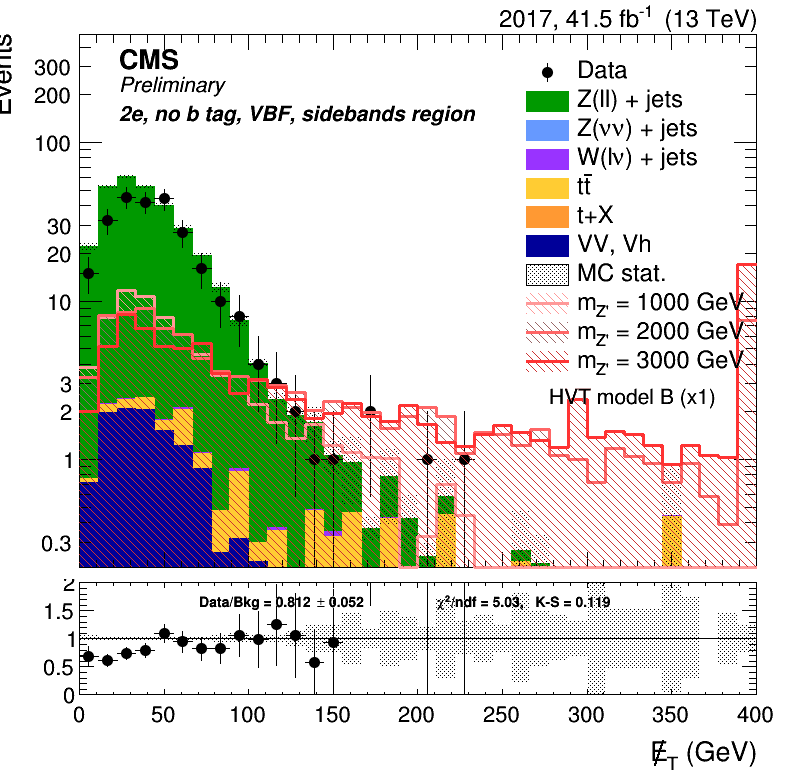 2017, 41.5 fb⁻¹ (13 TeV)
Events
CMS
Preliminary
2e, no b tag, VBF, sidebands region
Data
Z(ll) + jets
Z(νν) + jets
W(lν) + jets
tt̄
t+X
VV, Vh
MC stat.
m_Z' = 1000 GeV
m_Z' = 2000 GeV
m_Z' = 3000 GeV
HVT model B (x1)
300
200
100
30
20
10
3
2
1
0.3
Data/Bkg = 0.812 ± 0.052
χ²/ndf = 5.03, K-S = 0.119
2
1.5
1
0.5
0
0 50 100 150 200 250 300 350 400
E̸_T (GeV)